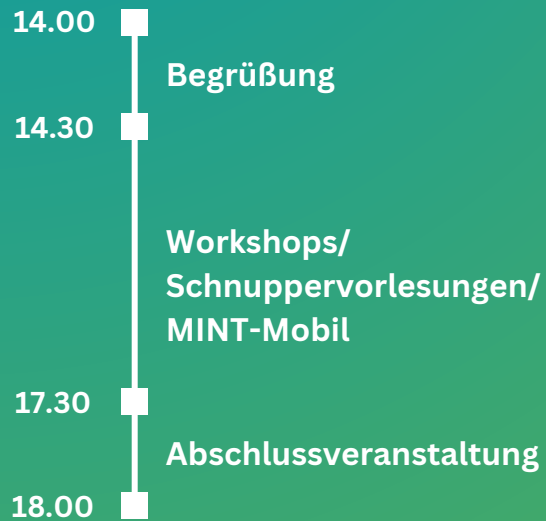 14.00
Begrüßung
14.30
Workshops/
Schnuppervorlesungen/
MINT-Mobil
17.30
Abschlussveranstaltung
18.00